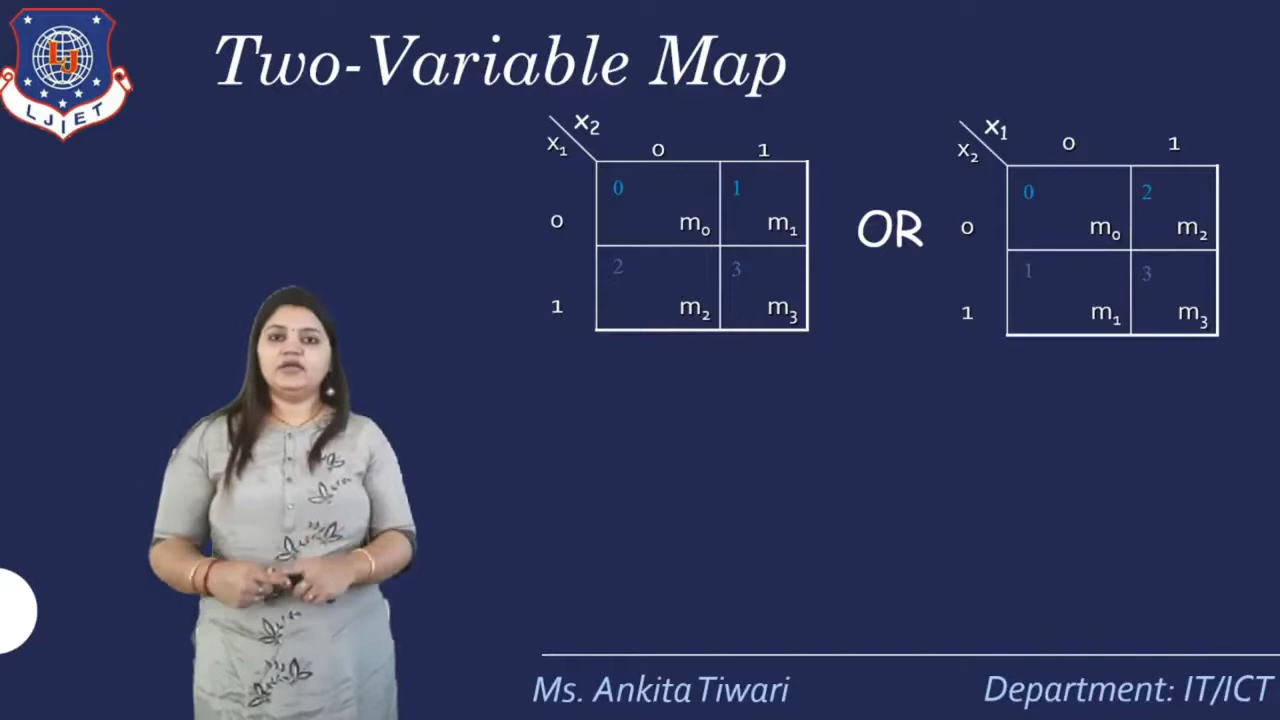 LJIET
LJ
Two-Variable Map
x₂
x₁
0 1
0 1
0
m₀ m₁
2 3
1
m₂ m₃
OR
x₁
x₂
0 1
0 2
0
m₀ m₂
1 3
1
m₁ m₃
Ms. Ankita Tiwari
Department: IT/ICT